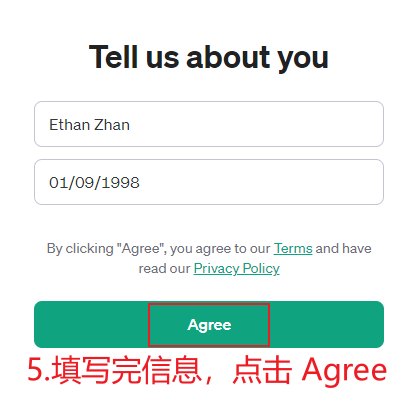 Tell us about you
Ethan Zhan
01/09/1998
By clicking "Agree", you agree to our Terms and have
read our Privacy Policy
Agree
5.填写完信息，点击 Agree